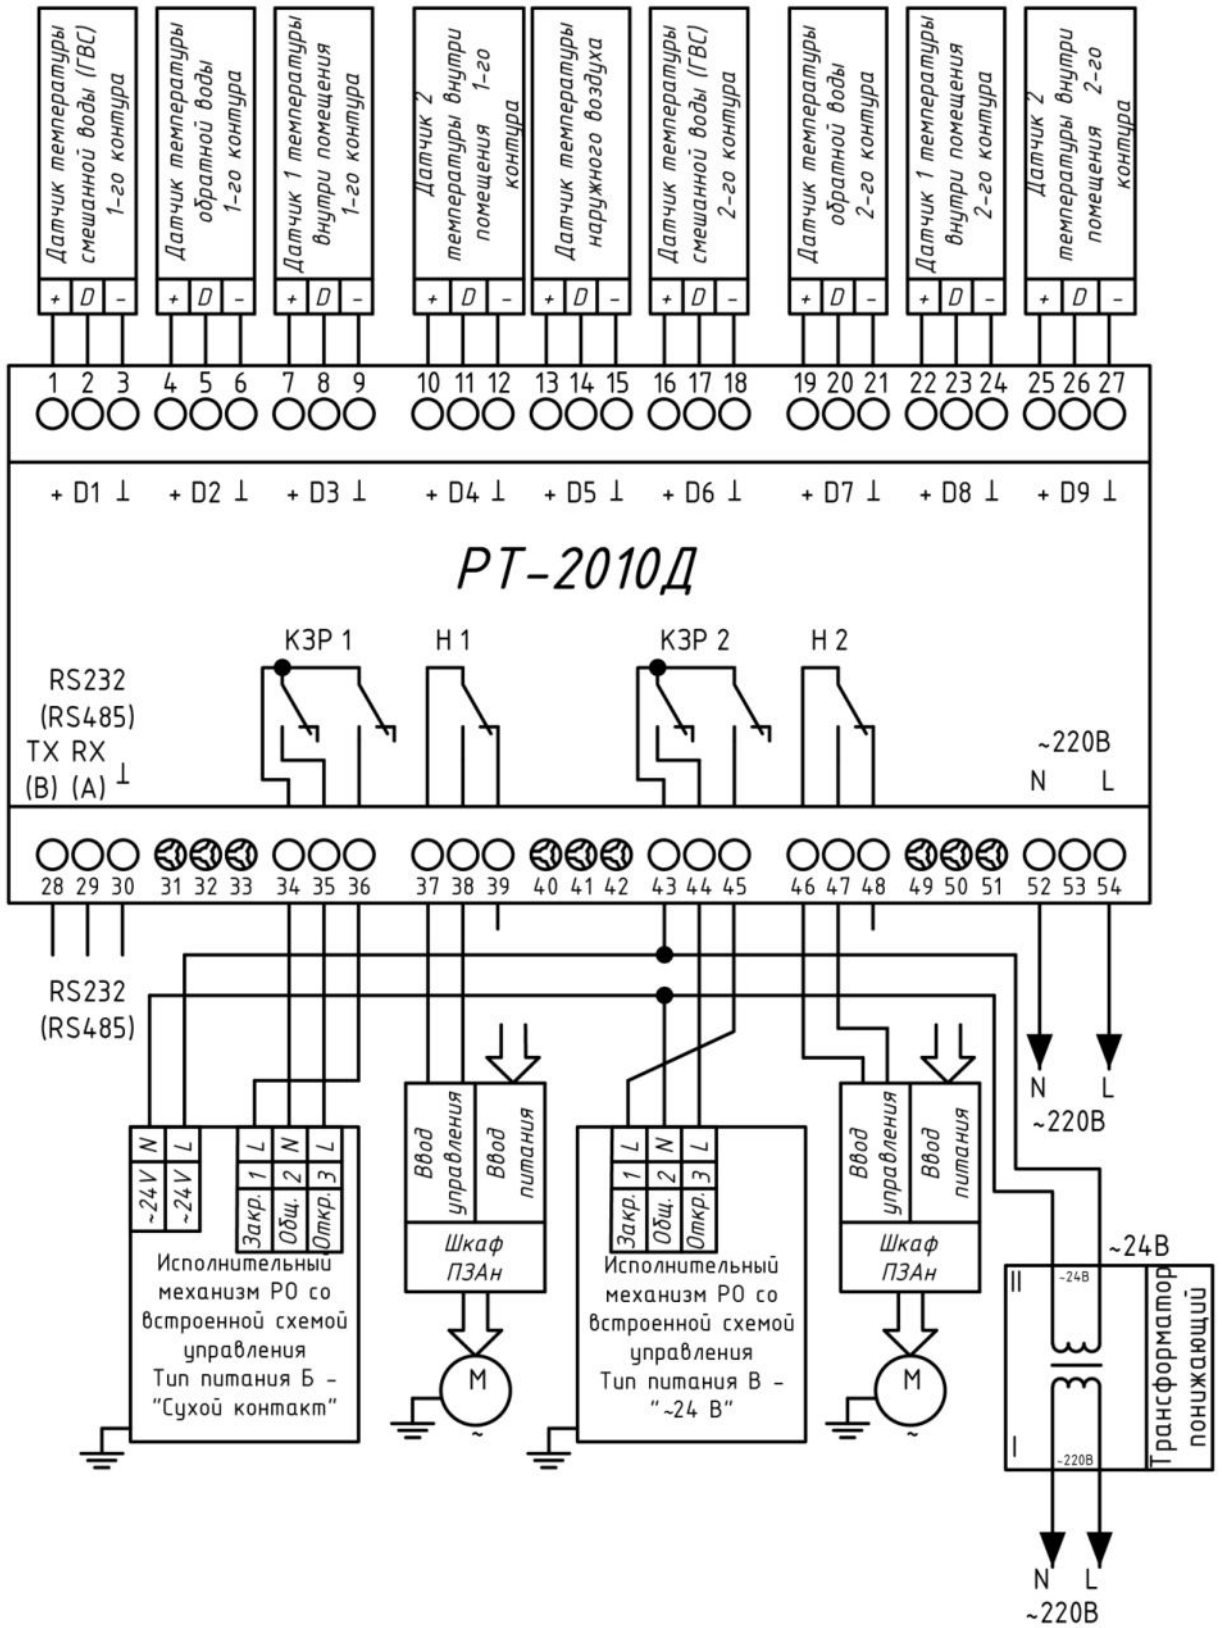 Датчик температуры
смешанной воды (ГВС)
1-го контура
Датчик температуры
обратной воды
1-го контура
Датчик 1 температуры
внутри помещения
1-го контура
Датчик 2
температуры внутри
помещения 1-го
контура
Датчик температуры
наружного воздуха
Датчик температуры
смешанной воды (ГВС)
2-го контура
Датчик температуры
обратной воды
2-го контура
Датчик 1 температуры
внутри помещения
2-го контура
Датчик 2
температуры внутри
помещения 2-го
контура
+ D - + D - + D - + D - + D - + D - + D - + D - + D -
1 2 3 4 5 6 7 8 9 10 11 12 13 14 15 16 17 18 19 20 21 22 23 24 25 26 27
+ D1 ⊥ + D2 ⊥ + D3 ⊥ + D4 ⊥ + D5 ⊥ + D6 ⊥ + D7 ⊥ + D8 ⊥ + D9 ⊥
РТ-2010Д
КЗР 1 Н 1 КЗР 2 Н 2
RS232
(RS485)
TX RX
(B) (A) ⊥
~220В
N L
28 29 30 31 32 33 34 35 36 37 38 39 40 41 42 43 44 45 46 47 48 49 50 51 52 53 54
RS232
(RS485)
N L
~220В
~24V N
~24V L
Закр. 1 L
Общ. 2 N
Откр. 3 L
Исполнительный
механизм РО со
встроенной схемой
управления
Тип питания Б -
"Сухой контакт"
Ввод
управления
Ввод
питания
Шкаф
ПЗАн
М
~
Закр. 1 L
Общ. 2 N
Откр. 3 L
Исполнительный
механизм РО со
встроенной схемой
управления
Тип питания В -
"~24 В"
Ввод
управления
Ввод
питания
Шкаф
ПЗАн
М
~
~24В
II
~24В
I
~220В
Трансформатор
понижающий
N L
~220В